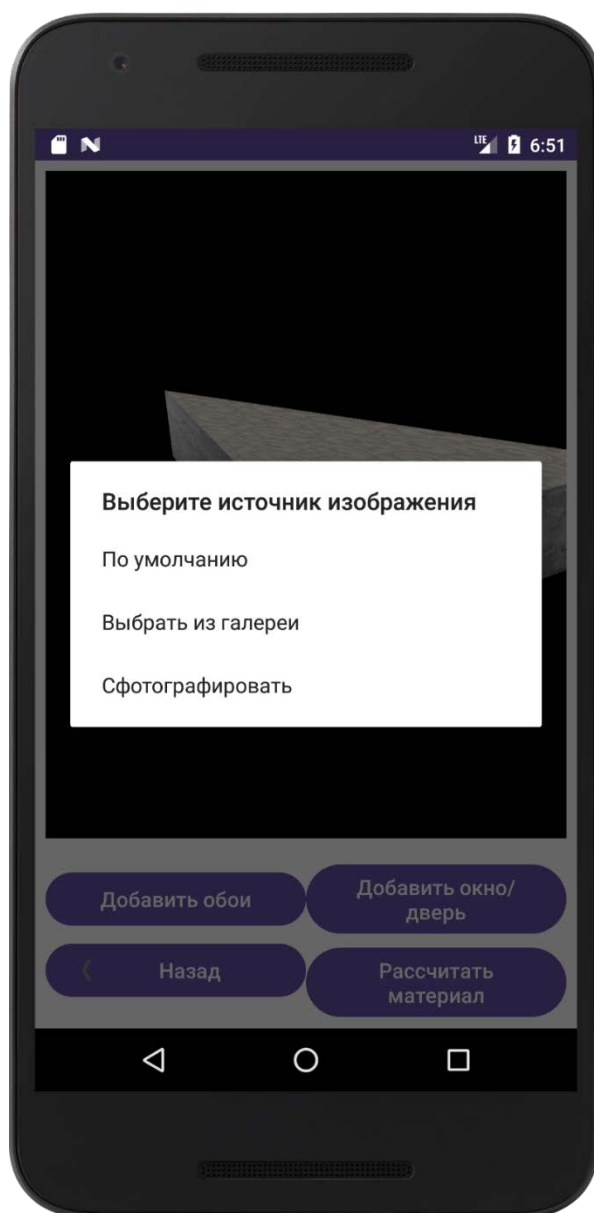 LTE 6:51
Выберите источник изображения
По умолчанию
Выбрать из галереи
Сфотографировать
Добавить обои
Добавить окно/
дверь
Назад
Рассчитать
материал